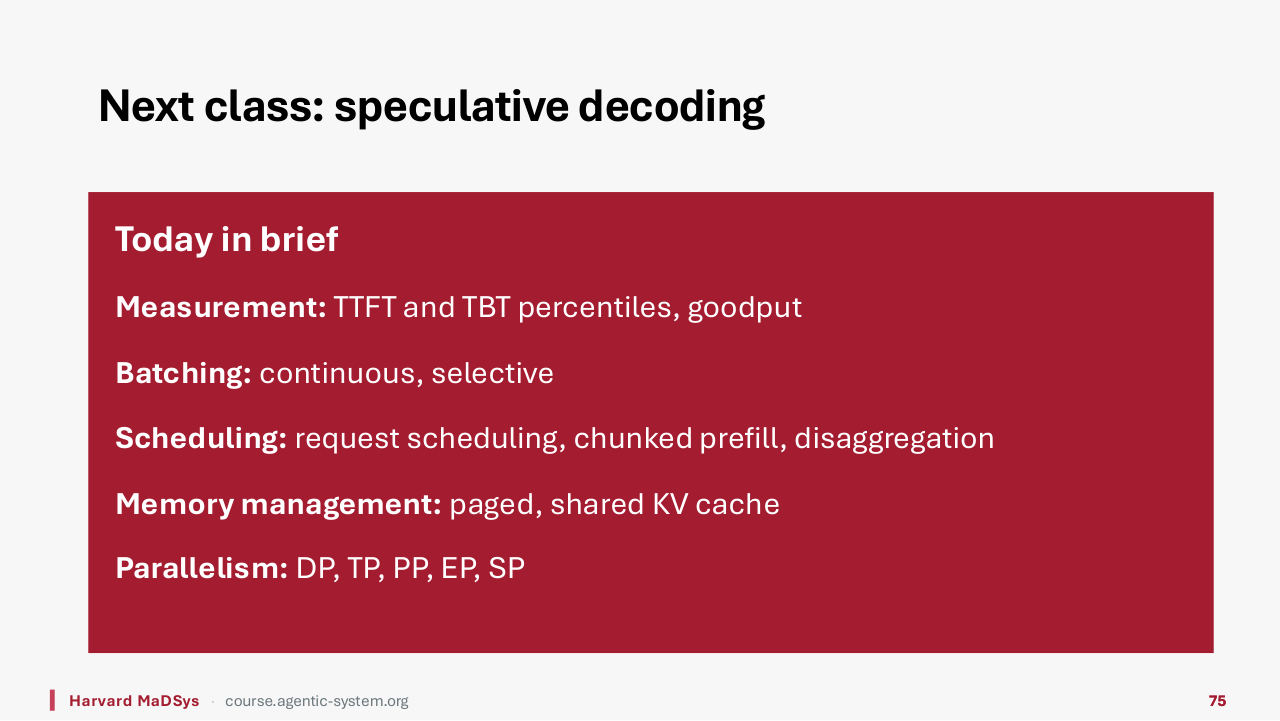 Next class: speculative decoding
Today in brief
Measurement: TTFT and TBT percentiles, goodput
Batching: continuous, selective
Scheduling: request scheduling, chunked prefill, disaggregation
Memory management: paged, shared KV cache
Parallelism: DP, TP, PP, EP, SP
Harvard MaDSys · course.agentic-system.org
75